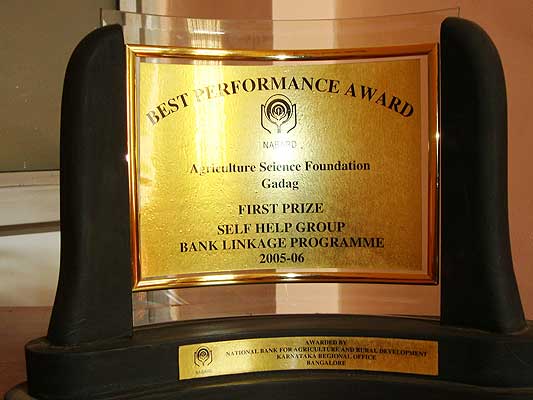 BEST PERFORMANCE AWARD
NABARD
Agriculture Science Foundation
Gadag
FIRST PRIZE
SELF HELP GROUP
BANK LINKAGE PROGRAMME
2005-06
AWARDED BY
NATIONAL BANK FOR AGRICULTURE AND RURAL DEVELOPMENT
KARNATAKA REGIONAL OFFICE
BANGALORE
NABARD